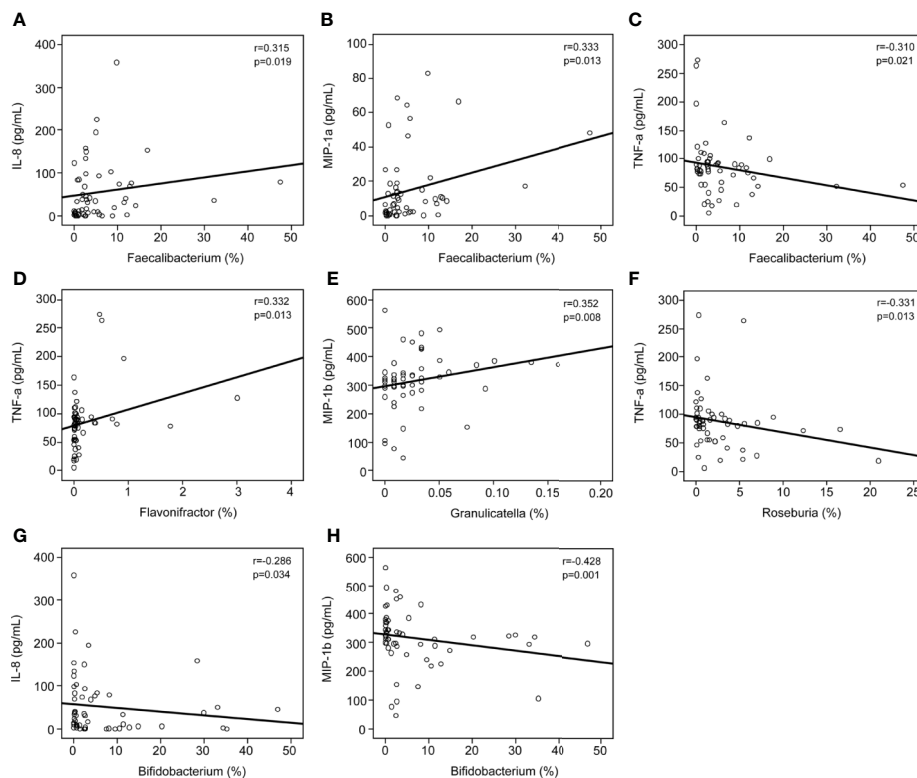 A
IL-8 (pg/mL)
400
300
200
100
0
r=0.315
p=0.019
0 10 20 30 40 50
Faecalibacterium (%)
B
MIP-1a (pg/mL)
100
80
60
40
20
0
r=0.333
p=0.013
0 10 20 30 40 50
Faecalibacterium (%)
C
TNF-a (pg/mL)
300
250
200
150
100
50
0
r=-0.310
p=0.021
0 10 20 30 40 50
Faecalibacterium (%)
D
TNF-a (pg/mL)
300
250
200
150
100
50
0
r=0.332
p=0.013
0 1 2 3 4
Flavonifractor (%)
E
MIP-1b (pg/mL)
600
500
400
300
200
100
0
r=0.352
p=0.008
0 0.05 0.10 0.15 0.20
Granulicatella (%)
F
TNF-a (pg/mL)
300
250
200
150
100
50
0
r=-0.331
p=0.013
0 5 10 15 20 25
Roseburia (%)
G
IL-8 (pg/mL)
400
300
200
100
0
r=-0.286
p=0.034
0 10 20 30 40 50
Bifidobacterium (%)
H
MIP-1b (pg/mL)
600
500
400
300
200
100
0
r=-0.428
p=0.001
0 10 20 30 40 50
Bifidobacterium (%)